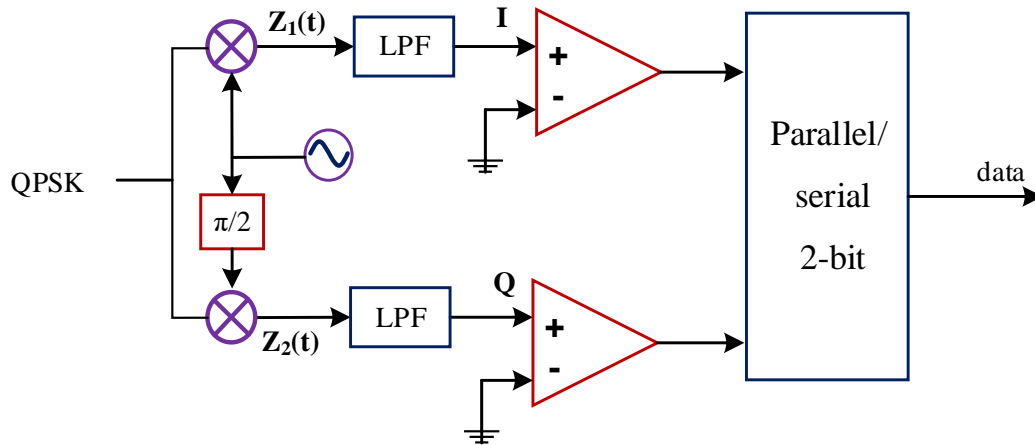 Z₁(t)
LPF
I
+
-
QPSK
π/2
Parallel/
serial
2-bit
data
Z₂(t)
LPF
Q
+
-